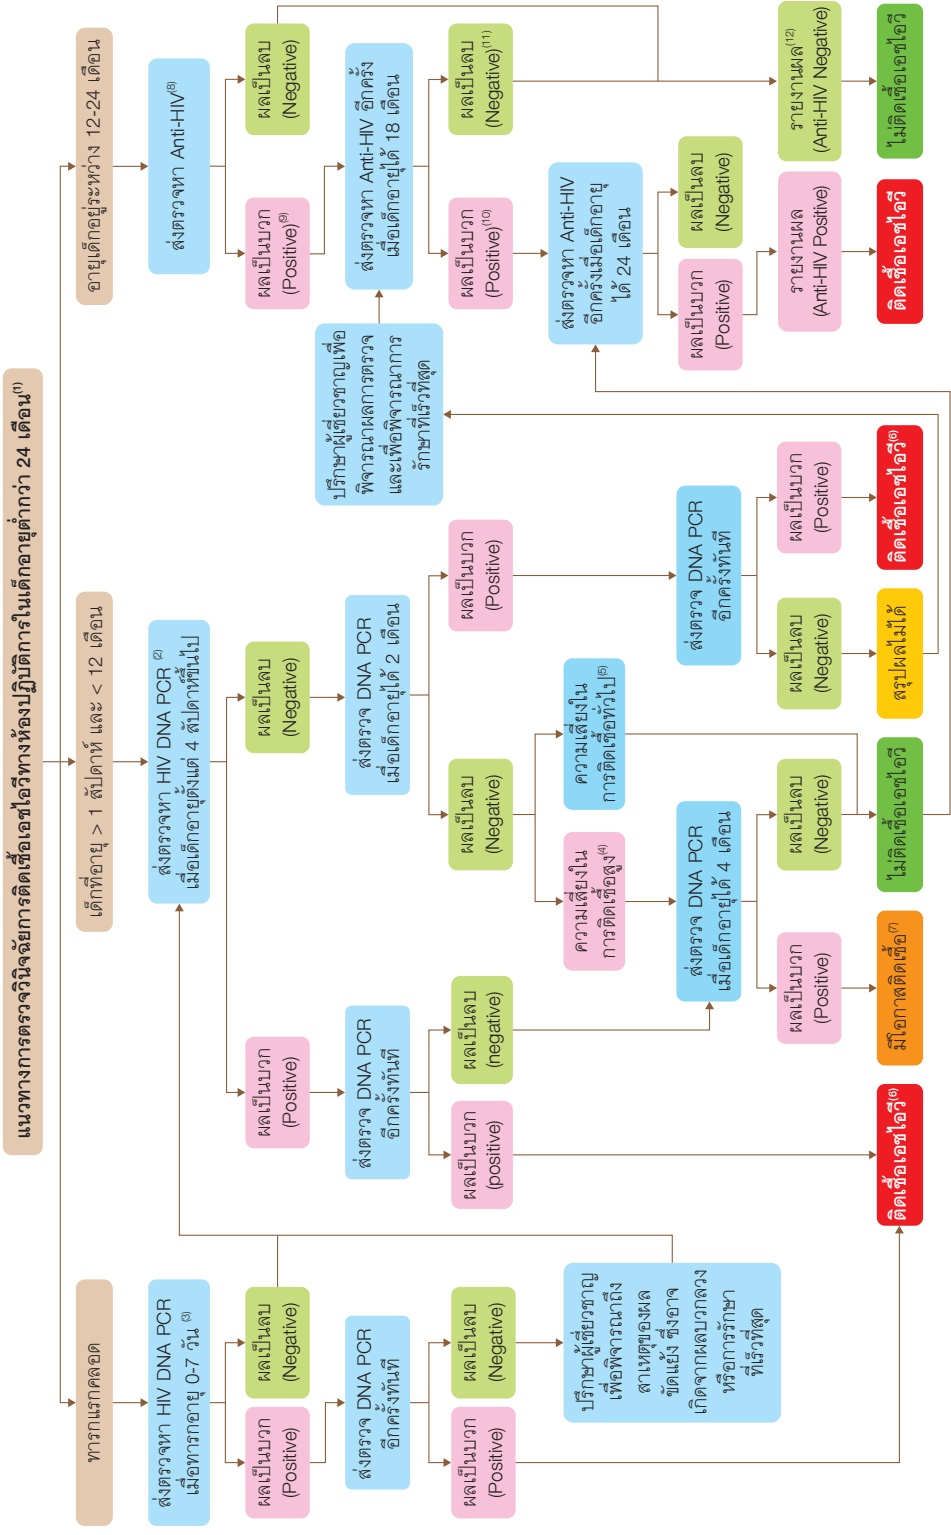 แนวทางการตรวจวินิจฉัยการติดเชื้อเอชไอวีทางห้องปฏิบัติการในเด็กอายุต่ำกว่า 24 เดือน(1)
ทารกแรกคลอด
ส่งตรวจหา HIV DNA PCR
เมื่อทารกอายุ 0-7 วัน (3)
ผลเป็นบวก
(Positive)
ผลเป็นลบ
(Negative)
ส่งตรวจ DNA PCR
อีกครั้งทันที
ผลเป็นบวก
(Positive)
ผลเป็นลบ
(Negative)
ปรึกษาผู้เชี่ยวชาญ
เพื่อพิจารณาถึง
สาเหตุของผล
ขัดแย้ง ซึ่งอาจ
เกิดจากผลบวกลวง
หรือการรักษา
ที่เร็วที่สุด
เด็กที่อายุ > 1 สัปดาห์ และ < 12 เดือน
ส่งตรวจหา HIV DNA PCR (2)
เมื่อเด็กอายุตั้งแต่ 4 สัปดาห์ขึ้นไป
ผลเป็นบวก
(Positive)
ส่งตรวจ DNA PCR
อีกครั้งทันที
ผลเป็นบวก
(positive)
ผลเป็นลบ
(negative)
ติดเชื้อเอชไอวี(6)
ผลเป็นลบ
(Negative)
ส่งตรวจ DNA PCR
เมื่อเด็กอายุได้ 2 เดือน
ผลเป็นลบ
(Negative)
ผลเป็นบวก
(Positive)
ความเสี่ยงใน
การติดเชื้อสูง(4)
ความเสี่ยงใน
การติดเชื้อทั่วไป(5)
ส่งตรวจ DNA PCR
เมื่อเด็กอายุได้ 4 เดือน
ผลเป็นบวก
(Positive)
ผลเป็นลบ
(Negative)
มีโอกาสติดเชื้อ(7)
ไม่ติดเชื้อเอชไอวี
ส่งตรวจ DNA PCR
อีกครั้งทันที
ผลเป็นลบ
(Negative)
ผลเป็นบวก
(Positive)
สรุปผลไม่ได้
ติดเชื้อเอชไอวี(6)
อายุเด็กอยู่ระหว่าง 12-24 เดือน
ส่งตรวจหา Anti-HIV(8)
ผลเป็นบวก
(Positive)(9)
ผลเป็นลบ
(Negative)
ปรึกษาผู้เชี่ยวชาญเพื่อ
พิจารณาผลการตรวจ
และเพื่อพิจารณาการ
รักษาที่เร็วที่สุด
ส่งตรวจหา Anti-HIV อีกครั้ง
เมื่อเด็กอายุได้ 18 เดือน
ผลเป็นบวก
(Positive)(10)
ผลเป็นลบ
(Negative)(11)
ส่งตรวจหา Anti-HIV
อีกครั้งเมื่อเด็กอายุ
ได้ 24 เดือน
ผลเป็นบวก
(Positive)
ผลเป็นลบ
(Negative)
รายงานผล
(Anti-HIV Positive)
รายงานผล(12)
(Anti-HIV Negative)
ติดเชื้อเอชไอวี
ไม่ติดเชื้อเอชไอวี